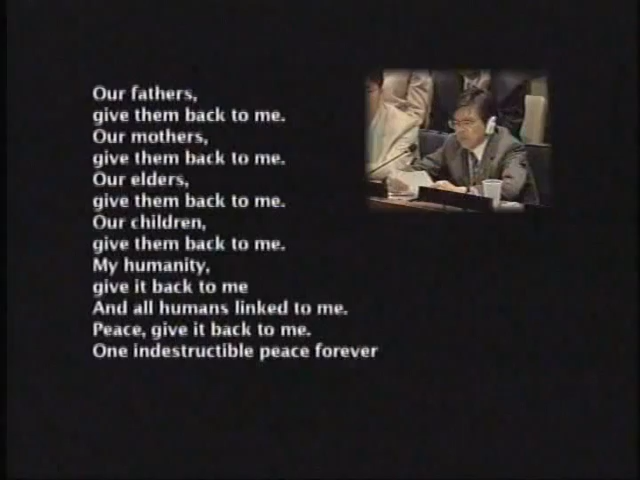 Our fathers,
give them back to me.
Our mothers,
give them back to me.
Our elders,
give them back to me.
Our children,
give them back to me.
My humanity,
give it back to me
And all humans linked to me.
Peace, give it back to me.
One indestructible peace forever